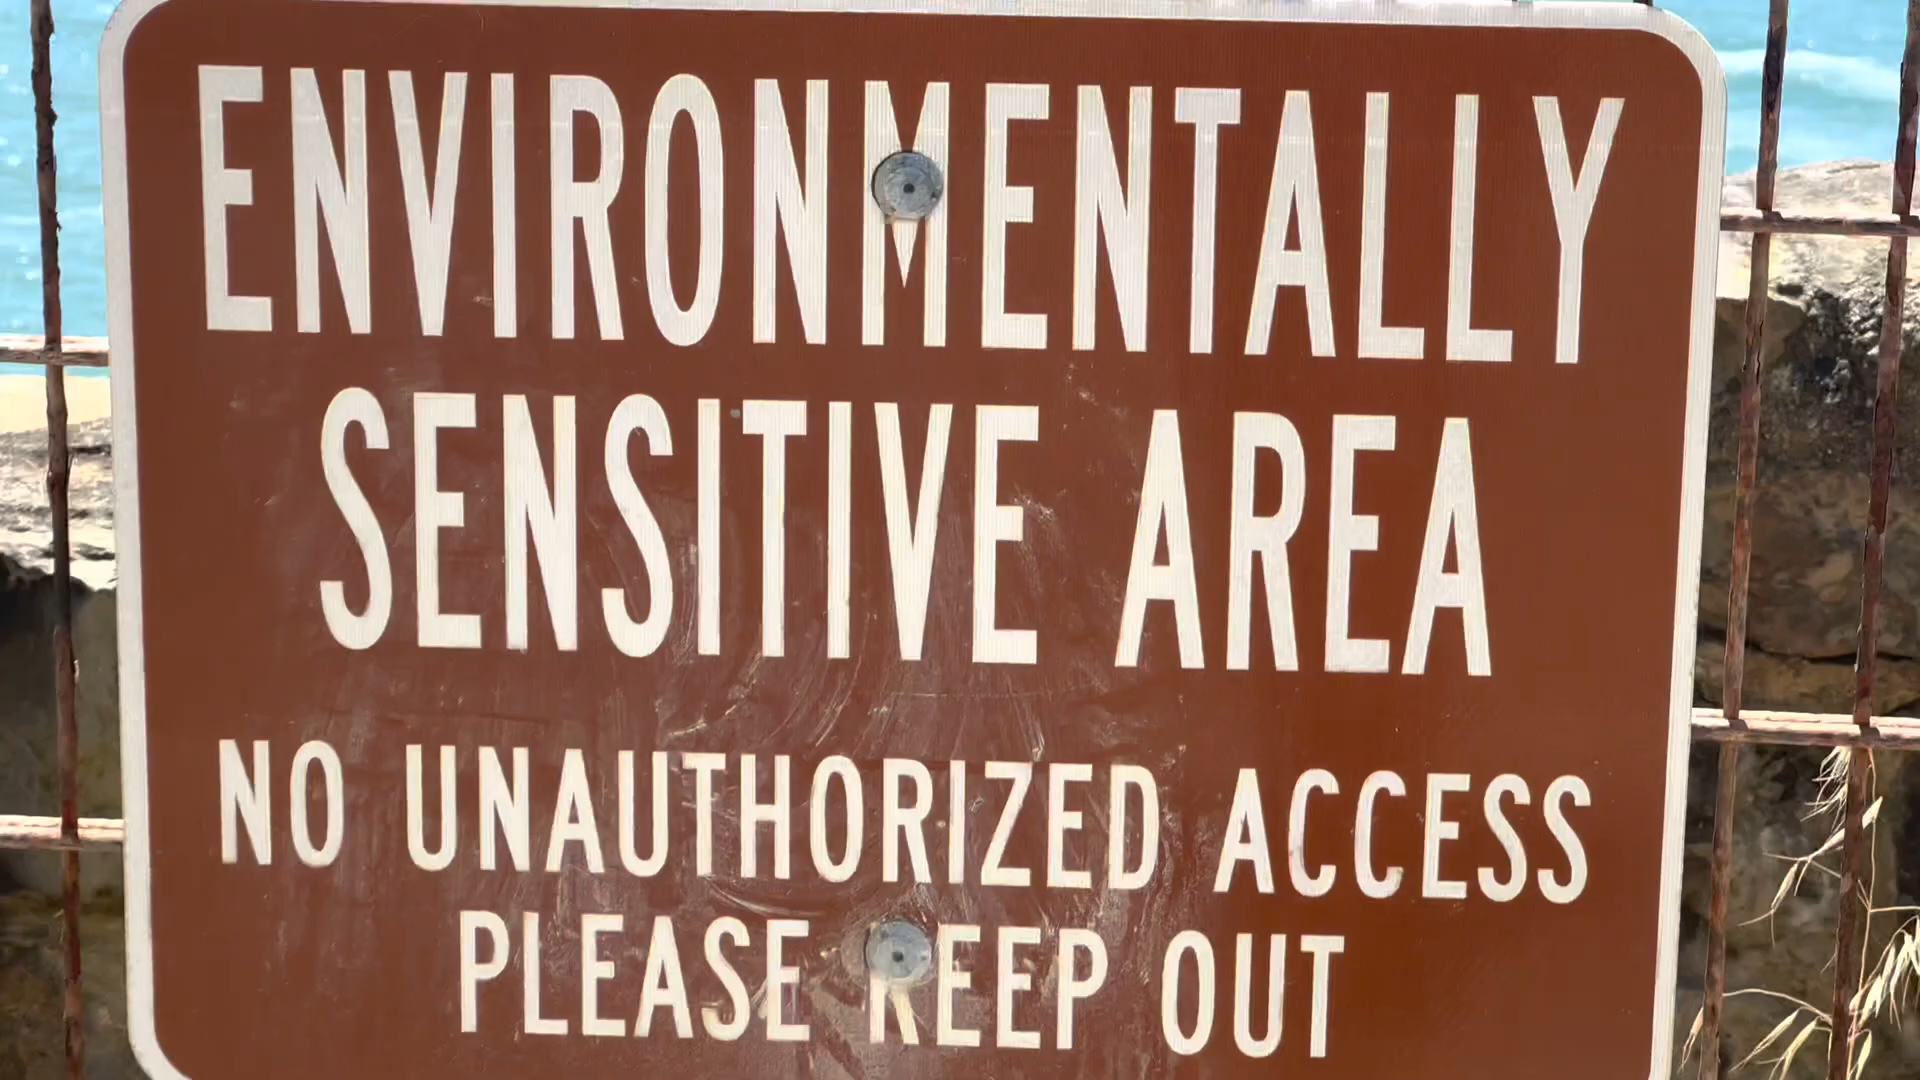 ENVIRONMENTALLY
SENSITIVE AREA
NO UNAUTHORIZED ACCESS
PLEASE KEEP OUT